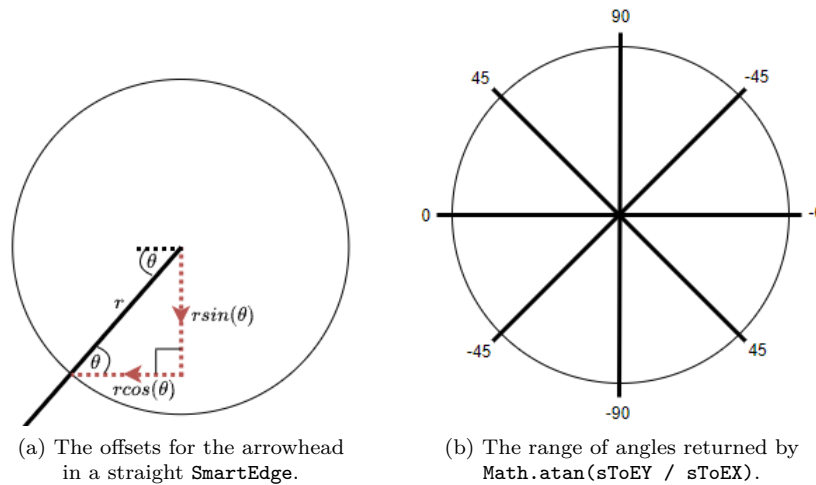 θ
r
rsin(θ)
θ
rcos(θ)
(a) The offsets for the arrowhead
in a straight SmartEdge.
90
45
-45
0
-0
-45
45
-90
(b) The range of angles returned by
Math.atan(sToEY / sToEX).